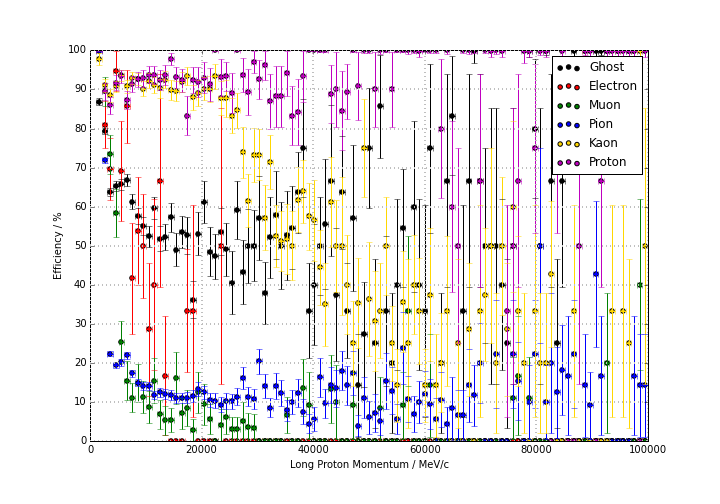 100
90
80
70
60
50
40
30
20
10
0
Efficiency / %
0 20000 40000 60000 80000 100000
Long Proton Momentum / MeV/c
Ghost
Electron
Muon
Pion
Kaon
Proton